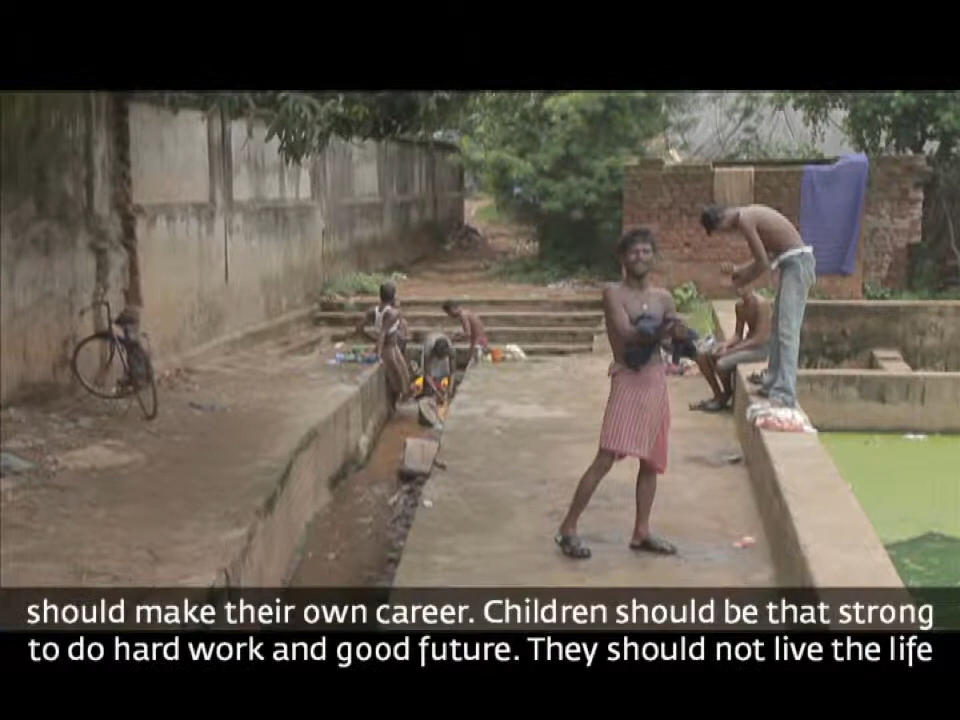 should make their own career. Children should be that strong
to do hard work and good future. They should not live the life